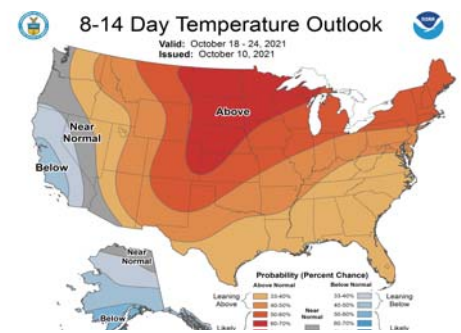 8-14 Day Temperature Outlook
Valid: October 18 - 24, 2021
Issued: October 10, 2021
Above
Near
Normal
Below
Near
Normal
Below
Probability (Percent Chance)
Above Normal
Below Normal
Leaning
Above
33-40%
40-50%
50-60%
60-70%
Near
Normal
33-40%
40-50%
50-60%
60-70%
Leaning
Below
Likely
Likely